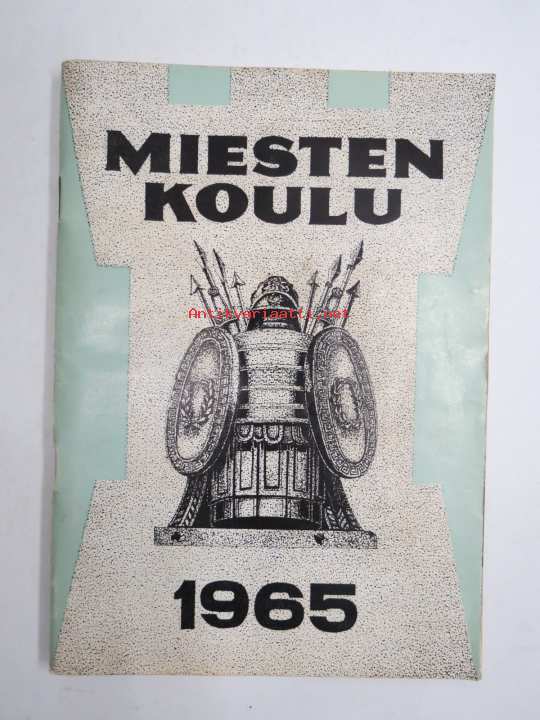 MIESTEN
KOULU
Antikvariaatti.net
1965